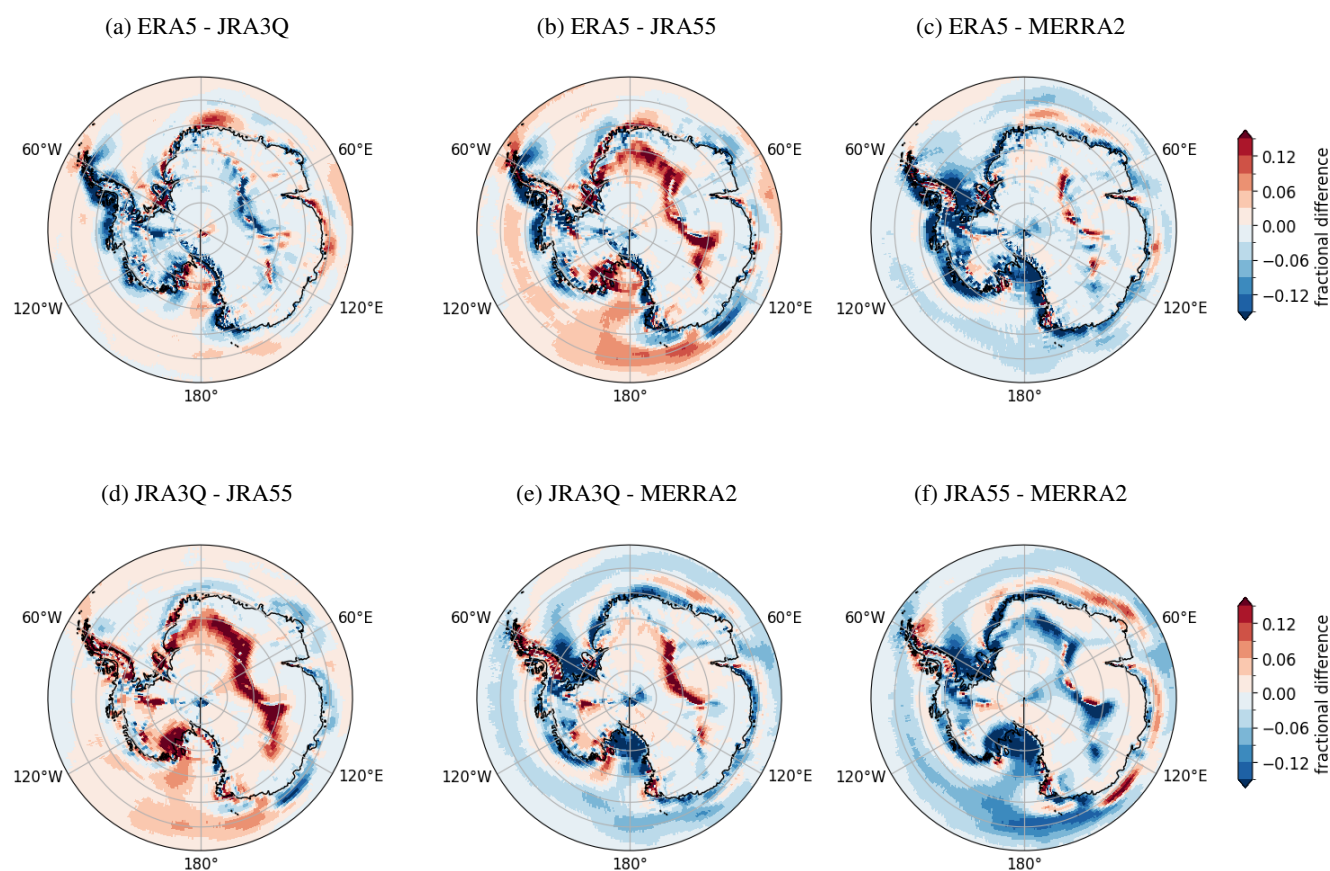 (a) ERA5 - JRA3Q
(b) ERA5 - JRA55
(c) ERA5 - MERRA2
60°W
60°E
120°W
120°E
180°
60°W
60°E
120°W
120°E
180°
60°W
60°E
120°W
120°E
180°
0.12
0.06
0.00
−0.06
−0.12
fractional difference
(d) JRA3Q - JRA55
(e) JRA3Q - MERRA2
(f) JRA55 - MERRA2
60°W
60°E
120°W
120°E
180°
60°W
60°E
120°W
120°E
180°
60°W
60°E
120°W
120°E
180°
0.12
0.06
0.00
−0.06
−0.12
fractional difference